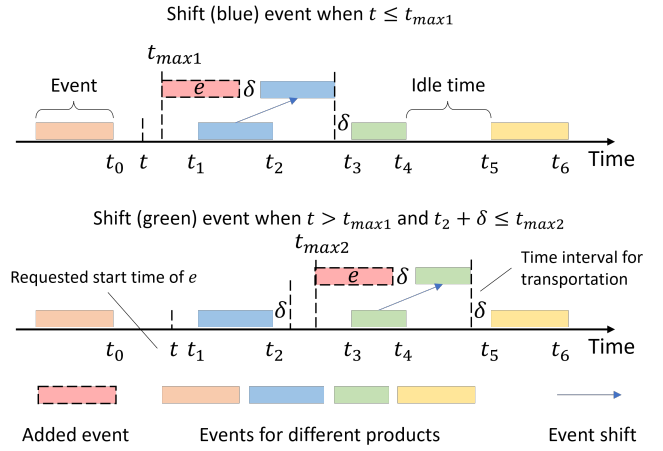 Shift (blue) event when t ≤ t_max1
t_max1
Event
e δ
Idle time
δ
t_0 t t_1 t_2 t_3 t_4 t_5 t_6 Time
Shift (green) event when t > t_max1 and t_2 + δ ≤ t_max2
t_max2
Time interval for
transportation
Requested start time of e
e δ
δ δ
t_0 t t_1 t_2 t_3 t_4 t_5 t_6 Time
Added event Events for different products Event shift